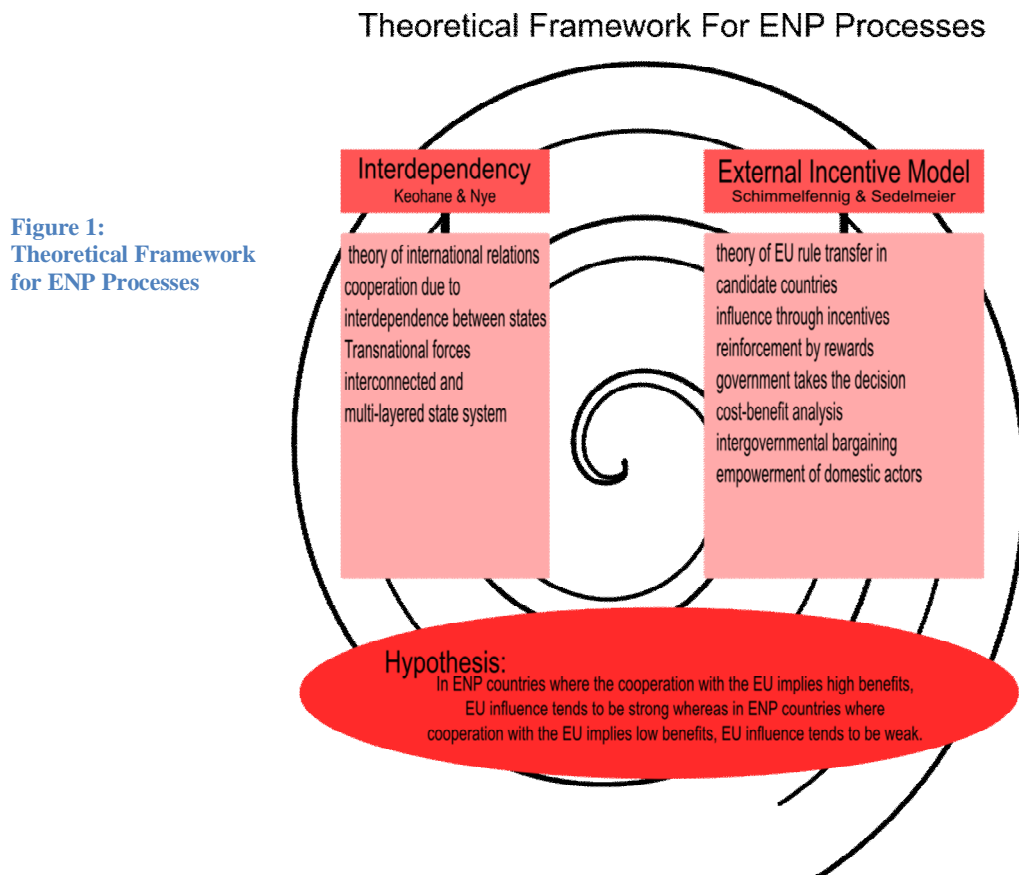 Theoretical Framework For ENP Processes
Figure 1:
Theoretical Framework
for ENP Processes
Interdependency
Keohane & Nye
theory of international relations
cooperation due to
interdependence between states
Transnational forces
interconnected and
multi-layered state system
External Incentive Model
Schimmelfennig & Sedelmeier
theory of EU rule transfer in
candidate countries
influence through incentives
reinforcement by rewards
government takes the decision
cost-benefit analysis
intergovernmental bargaining
empowerment of domestic actors
Hypothesis:
In ENP countries where the cooperation with the EU implies high benefits,
EU influence tends to be strong whereas in ENP countries where
cooperation with the EU implies low benefits, EU influence tends to be weak.